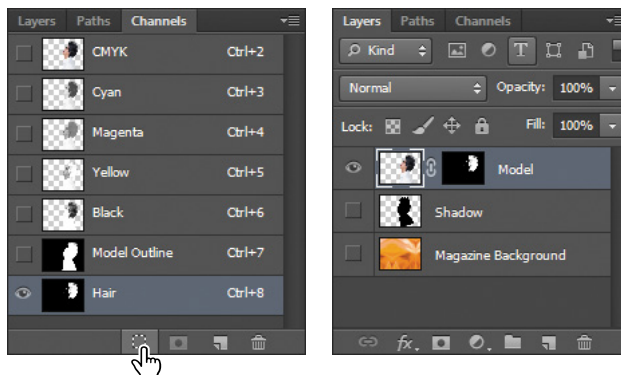 Layers Paths Channels
CMYK Ctrl+2
Cyan Ctrl+3
Magenta Ctrl+4
Yellow Ctrl+5
Black Ctrl+6
Model Outline Ctrl+7
Hair Ctrl+8
Layers Paths Channels
Kind T
Normal Opacity: 100%
Lock: Fill: 100%
Model
Shadow
Magazine Background
fx.